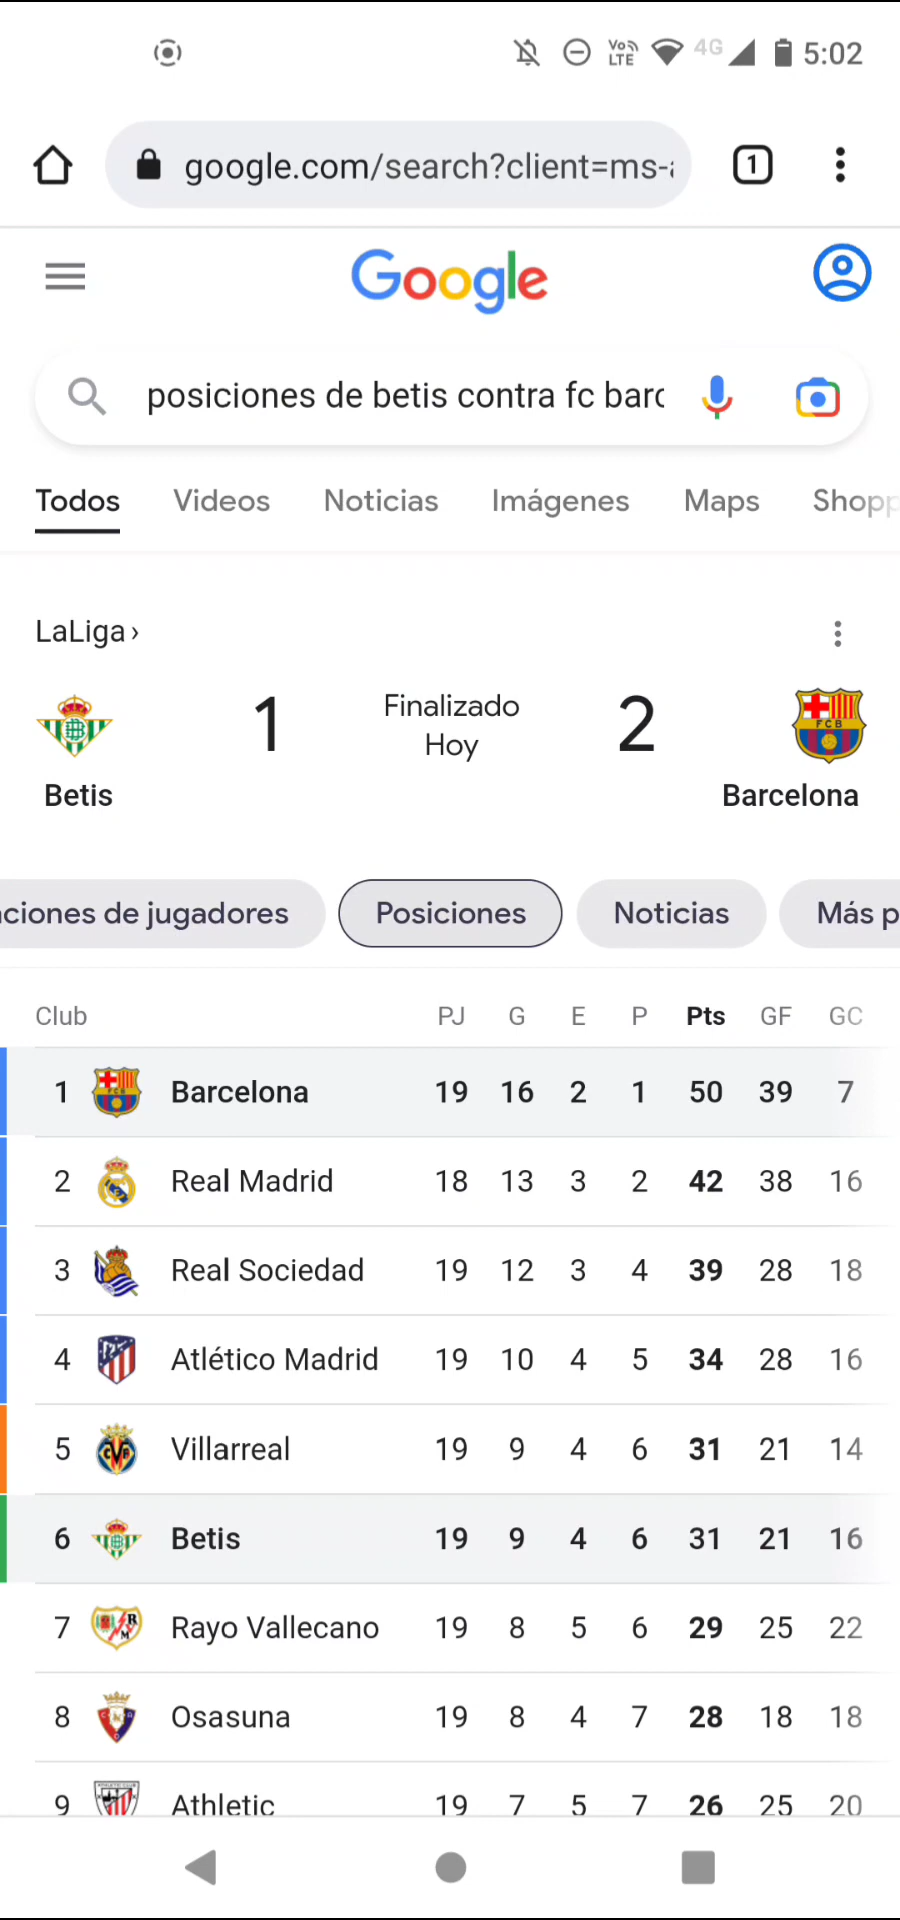 Vo LTE 4G 5:02
google.com/search?client=ms- 1
Google
posiciones de betis contra fc barc
Todos Videos Noticias Imágenes Maps Shopp
LaLiga ›
1 Finalizado 2
Hoy
Betis Barcelona
ciones de jugadores Posiciones Noticias Más p
Club PJ G E P Pts GF GC
1 Barcelona 19 16 2 1 50 39 7
2 Real Madrid 18 13 3 2 42 38 16
3 Real Sociedad 19 12 3 4 39 28 18
4 Atlético Madrid 19 10 4 5 34 28 16
5 Villarreal 19 9 4 6 31 21 14
6 Betis 19 9 4 6 31 21 16
7 Rayo Vallecano 19 8 5 6 29 25 22
8 Osasuna 19 8 4 7 28 18 18
9 Athletic 19 7 5 7 26 25 20